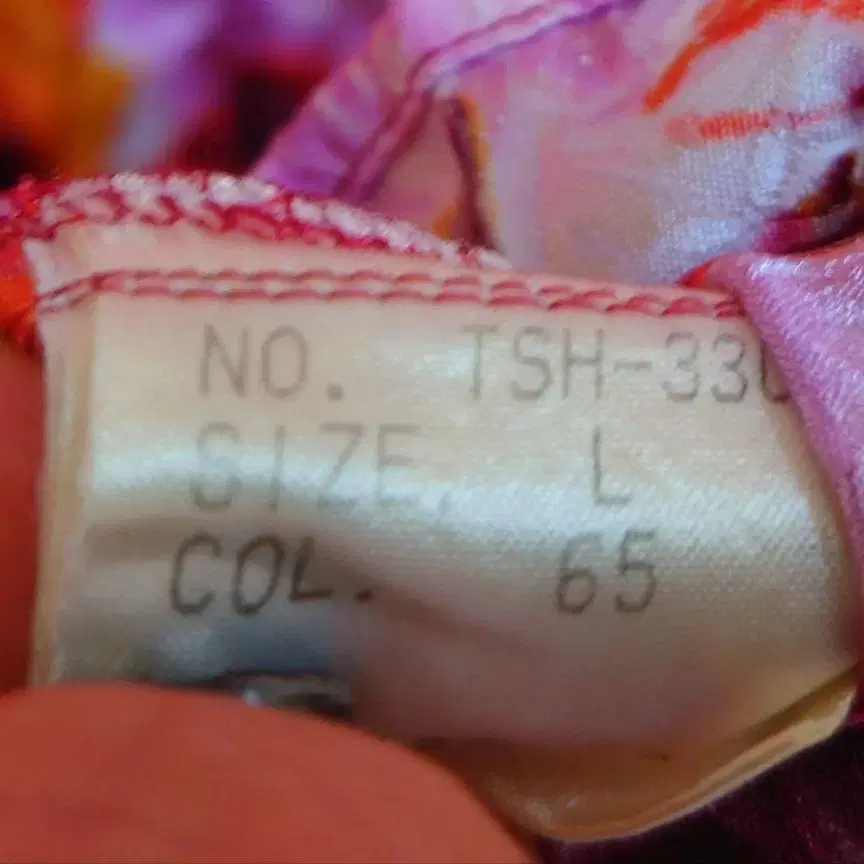 NO. TSH-33
SIZE. L
COL. 65